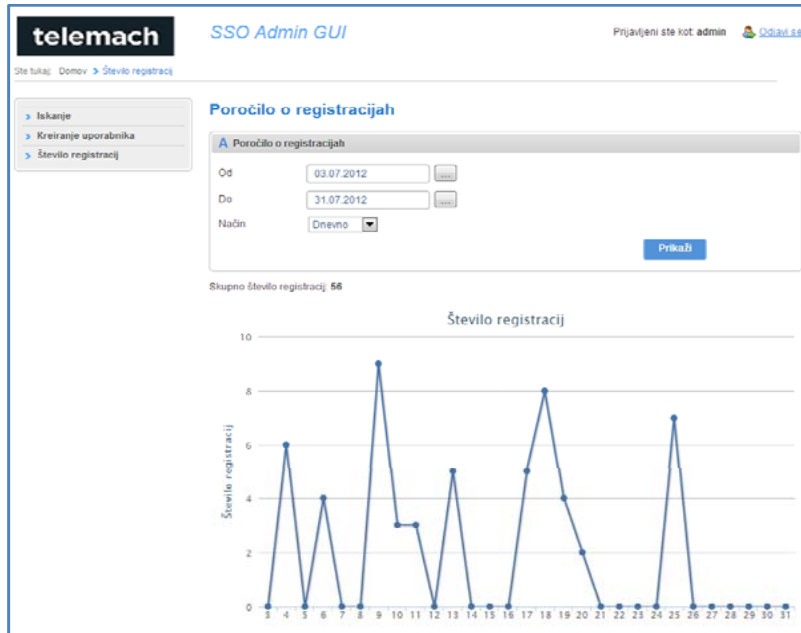 telemach
SSO Admin GUI
Prijavljeni ste kot: admin
Odjavi se
Ste tukaj: Domov > Število registracij
Iskanje
Kreiranje uporabnika
Število registracij
Poročilo o registracijah
A Poročilo o registracijah
Od 03.07.2012 ...
Do 31.07.2012 ...
Način Dnevno
Prikaži
Skupno število registracij: 56
Število registracij
Število registracij
10
8
6
4
2
0
3 4 5 6 7 8 9 10 11 12 13 14 15 16 17 18 19 20 21 22 23 24 25 26 27 28 29 30 31